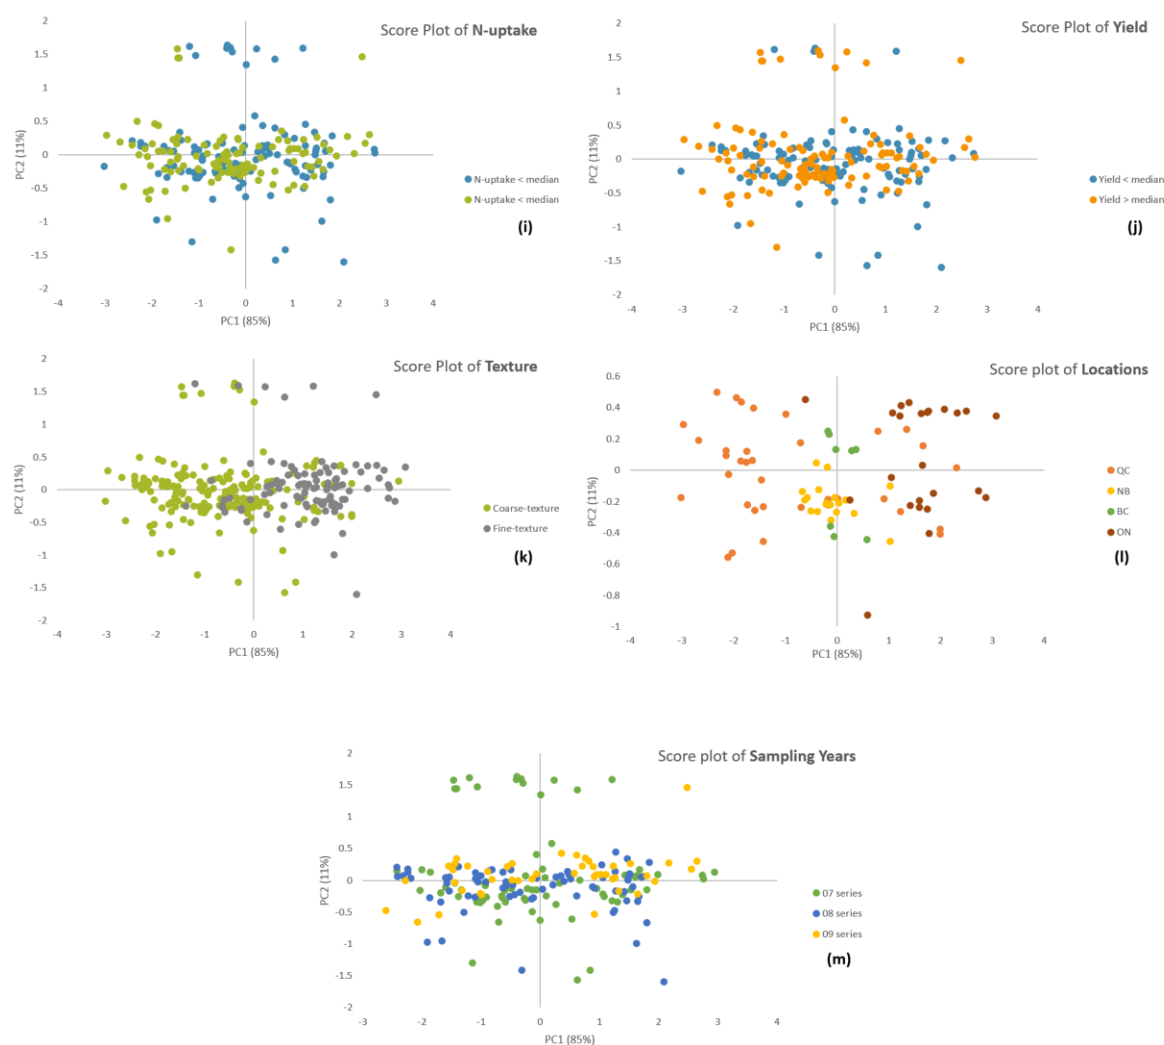 Score Plot of N-uptake
2
1.5
1
0.5
0
-0.5
-1
-1.5
-2
-4 -3 -2 -1 0 1 2 3 4
PC2 (11%)
PC1 (85%)
N-uptake < median
N-uptake < median
(i)
Score Plot of Yield
2
1.5
1
0.5
0
-0.5
-1
-1.5
-2
-4 -3 -2 -1 0 1 2 3 4
PC2 (11%)
PC1 (85%)
Yield < median
Yield > median
(j)
Score Plot of Texture
2
1.5
1
0.5
0
-0.5
-1
-1.5
-2
-4 -3 -2 -1 0 1 2 3 4
PC2 (11%)
PC1 (85%)
Coarse-texture
Fine-texture
(k)
Score plot of Locations
0.6
0.4
0.2
0
-0.2
-0.4
-0.6
-0.8
-1
-4 -3 -2 -1 0 1 2 3 4
PC2 (11%)
PC1 (85%)
QC
NB
BC
ON
(l)
Score plot of Sampling Years
2
1.5
1
0.5
0
-0.5
-1
-1.5
-2
-3 -2 -1 0 1 2 3 4
PC2 (11%)
PC1 (85%)
07 series
08 series
09 series
(m)